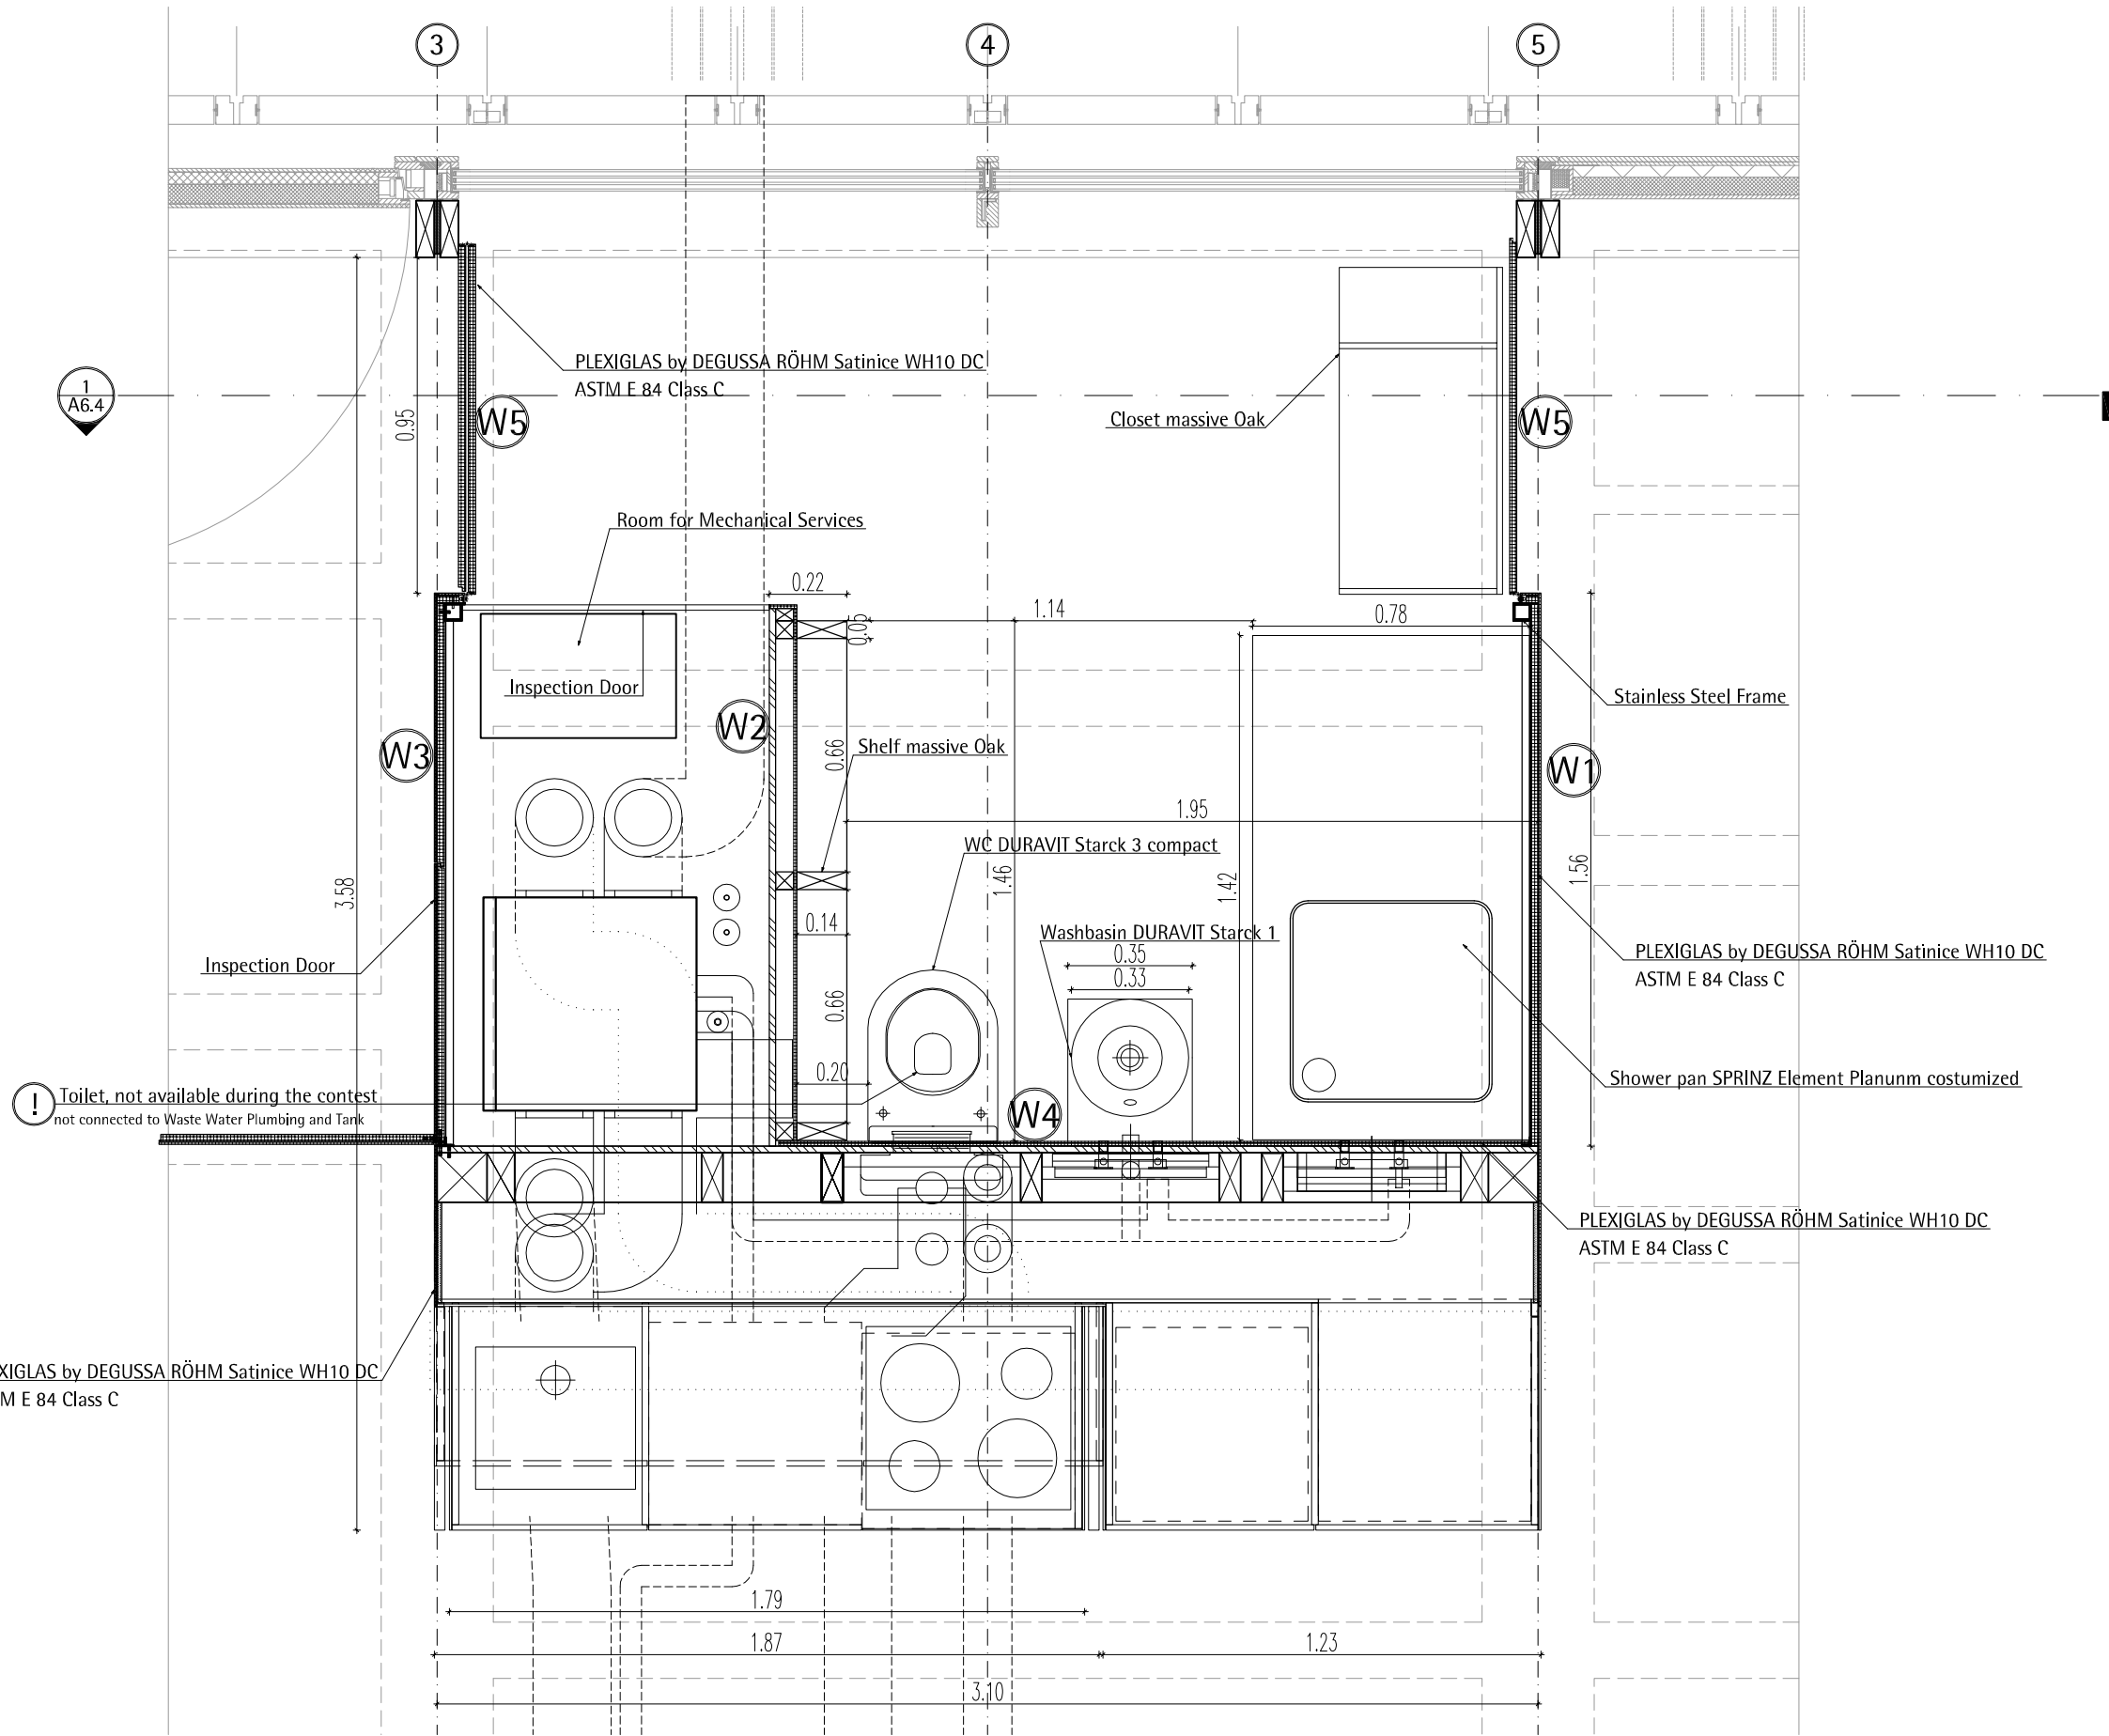 3
4
5
PLEXIGLAS by DEGUSSA RÖHM Satinice WH10 DC
ASTM E 84 Class C
1
A6.4
W5
W5
0.95
Closet massive Oak
Room for Mechanical Services
0.22
1.14
0.05
0.78
Inspection Door
Stainless Steel Frame
W2
W3
W1
0.66
Shelf massive Oak
1.95
WC DURAVIT Starck 3 compact
1.46
1.42
1.56
3.58
0.14
Washbasin DURAVIT Starck 1
0.35
0.33
PLEXIGLAS by DEGUSSA RÖHM Satinice WH10 DC
ASTM E 84 Class C
Inspection Door
0.66
0.20
Shower pan SPRINZ Element Planunm costumized
! Toilet, not available during the contest
not connected to Waste Water Plumbing and Tank
W4
PLEXIGLAS by DEGUSSA RÖHM Satinice WH10 DC
ASTM E 84 Class C
XIGLAS by DEGUSSA RÖHM Satinice WH10 DC
M E 84 Class C
1.79
1.87
1.23
3.10